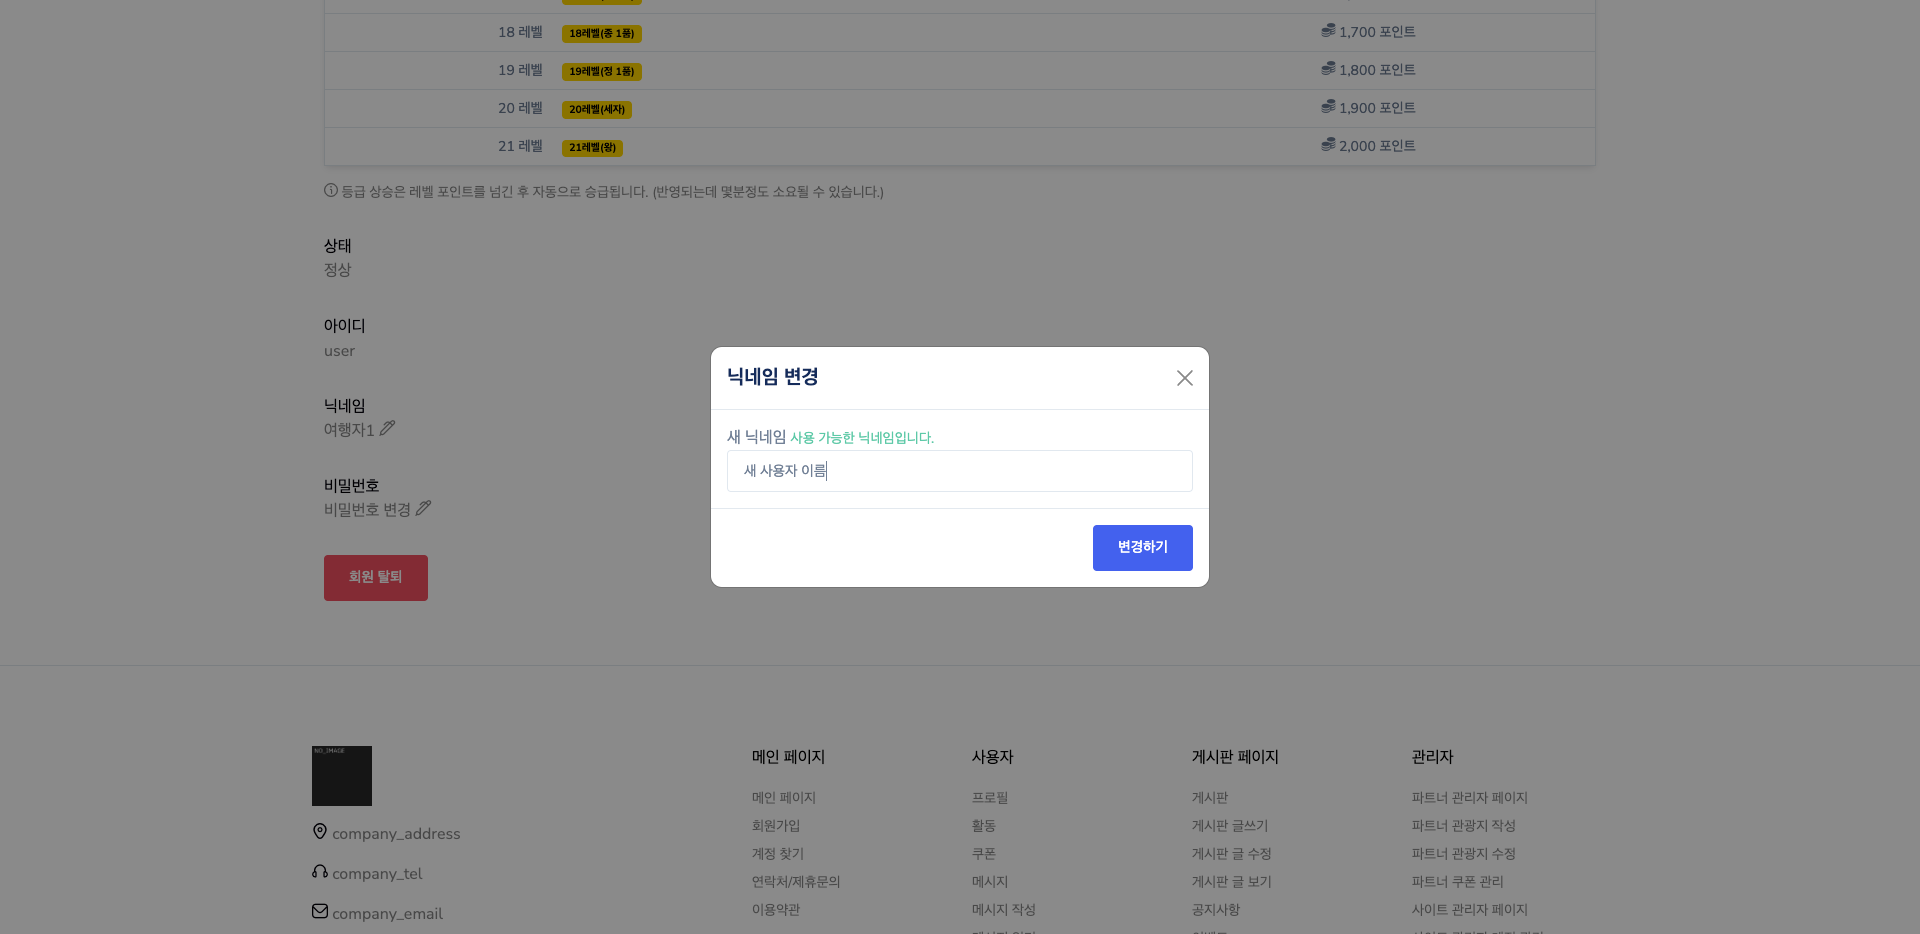 18 레벨 18레벨(종 1품) 1,700 포인트
19 레벨 19레벨(정 1품) 1,800 포인트
20 레벨 20레벨(세자) 1,900 포인트
21 레벨 21레벨(왕) 2,000 포인트
등급 상승은 레벨 포인트를 넘긴 후 자동으로 승급됩니다. (반영되는데 몇분정도 소요될 수 있습니다.)
상태
정상
아이디
user
닉네임
여행자1
비밀번호
비밀번호 변경
회원 탈퇴
닉네임 변경
새 닉네임 사용 가능한 닉네임입니다.
새 사용자 이름
변경하기
NO_IMAGE
company_address
company_tel
company_email
메인 페이지
메인 페이지
회원가입
계정 찾기
연락처/제휴문의
이용약관
사용자
프로필
활동
쿠폰
메시지
메시지 작성
게시판 페이지
게시판
게시판 글쓰기
게시판 글 수정
게시판 글 보기
공지사항
관리자
파트너 관리자 페이지
파트너 관광지 작성
파트너 관광지 수정
파트너 쿠폰 관리
사이트 관리자 페이지